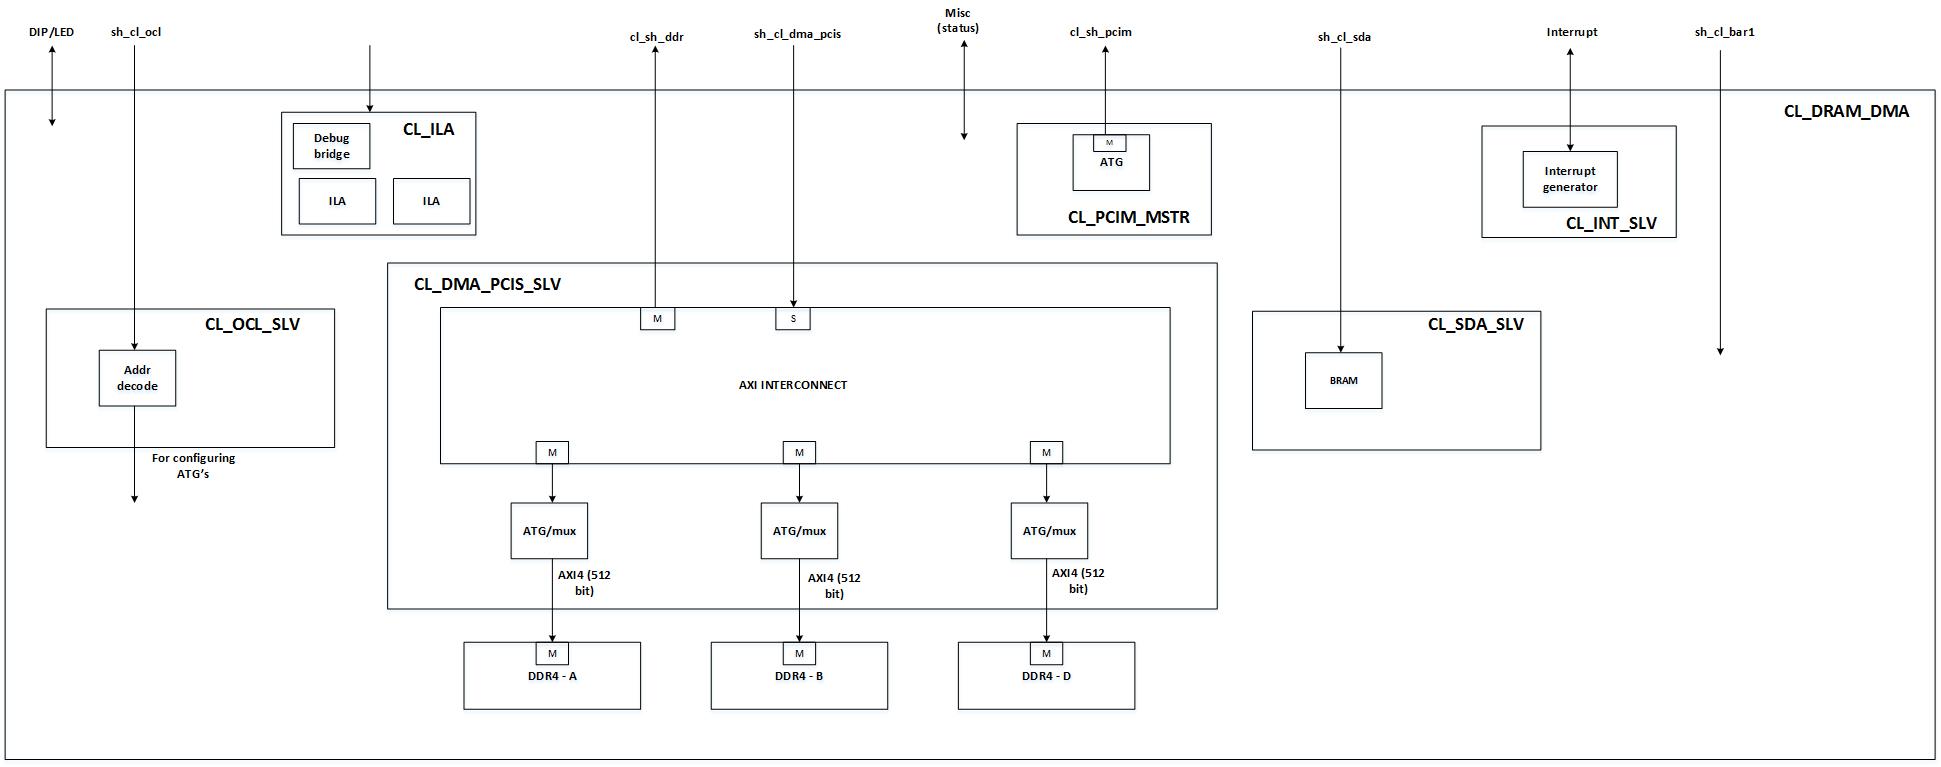 DIP/LED
sh_cl_ocl
cl_sh_ddr
sh_cl_dma_pcis
Misc
(status)
cl_sh_pcim
sh_cl_sda
Interrupt
sh_cl_bar1
CL_DRAM_DMA
CL_ILA
Debug
bridge
ILA
ILA
M
ATG
CL_PCIM_MSTR
Interrupt
generator
CL_INT_SLV
CL_DMA_PCIS_SLV
M
S
AXI INTERCONNECT
M
M
M
CL_OCL_SLV
Addr
decode
For configuring
ATG's
CL_SDA_SLV
BRAM
ATG/mux
ATG/mux
ATG/mux
AXI4 (512
bit)
AXI4 (512
bit)
AXI4 (512
bit)
M
DDR4 - A
M
DDR4 - B
M
DDR4 - D